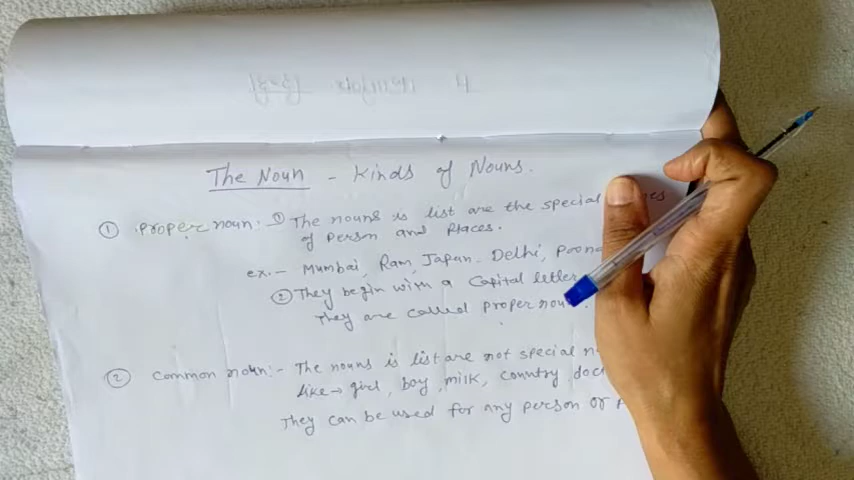 The Noun - Kinds of Nouns.
① Proper noun:- ① The nouns is list are the special
of Person and Places.
ex.- Mumbai, Ram, Japan. Delhi, Poona
② They begin with a Capital letter
They are called Proper noun.
② Common noun:- The nouns is list are not special
like → girl, boy, milk, country,
They can be used for any person or